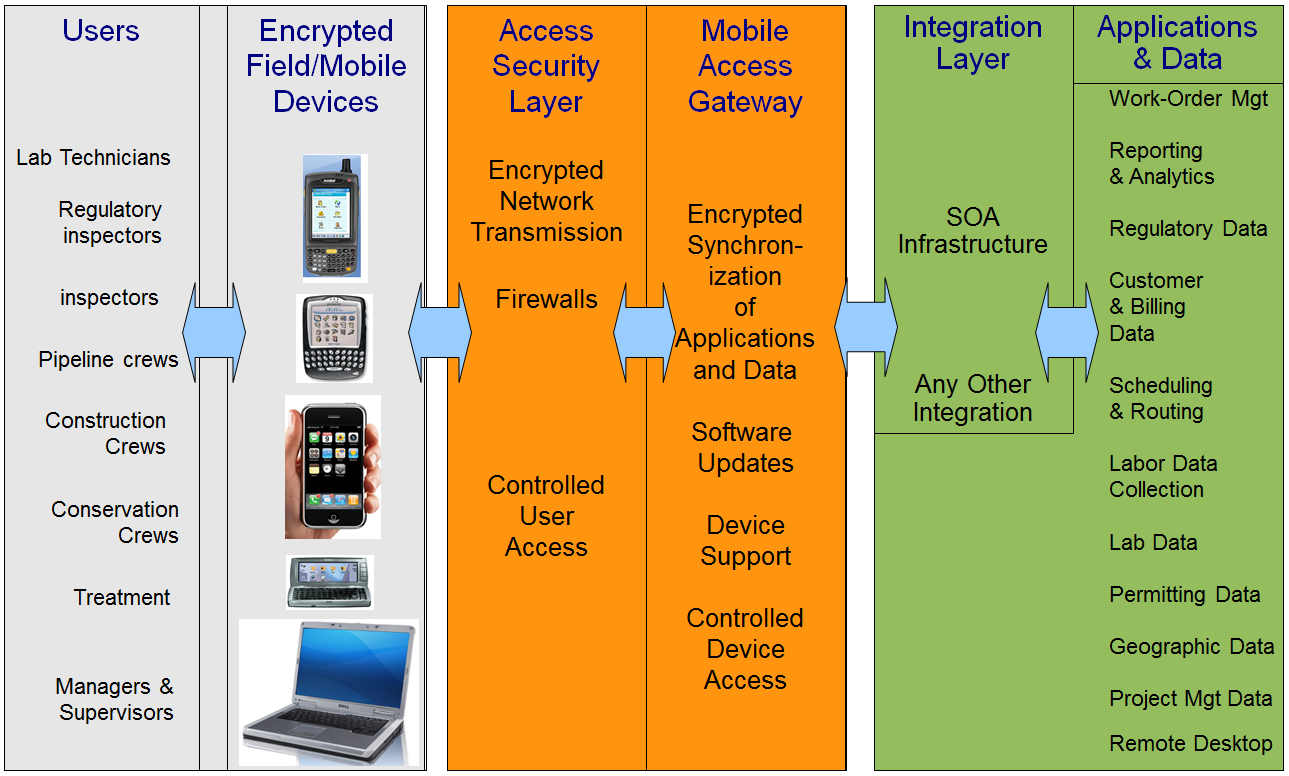 Users
Lab Technicians
Regulatory
inspectors
inspectors
Pipeline crews
Construction
Crews
Conservation
Crews
Treatment
Managers &
Supervisors
Encrypted
Field/Mobile
Devices
DELL
Access
Security
Layer
Encrypted
Network
Transmission
Firewalls
Controlled
User
Access
Mobile
Access
Gateway
Encrypted
Synchron-
ization
of
Applications
and Data
Software
Updates
Device
Support
Controlled
Device
Access
Integration
Layer
SOA
Infrastructure
Any Other
Integration
Applications
& Data
Work-Order Mgt
Reporting
& Analytics
Regulatory Data
Customer
& Billing
Data
Scheduling
& Routing
Labor Data
Collection
Lab Data
Permitting Data
Geographic Data
Project Mgt Data
Remote Desktop